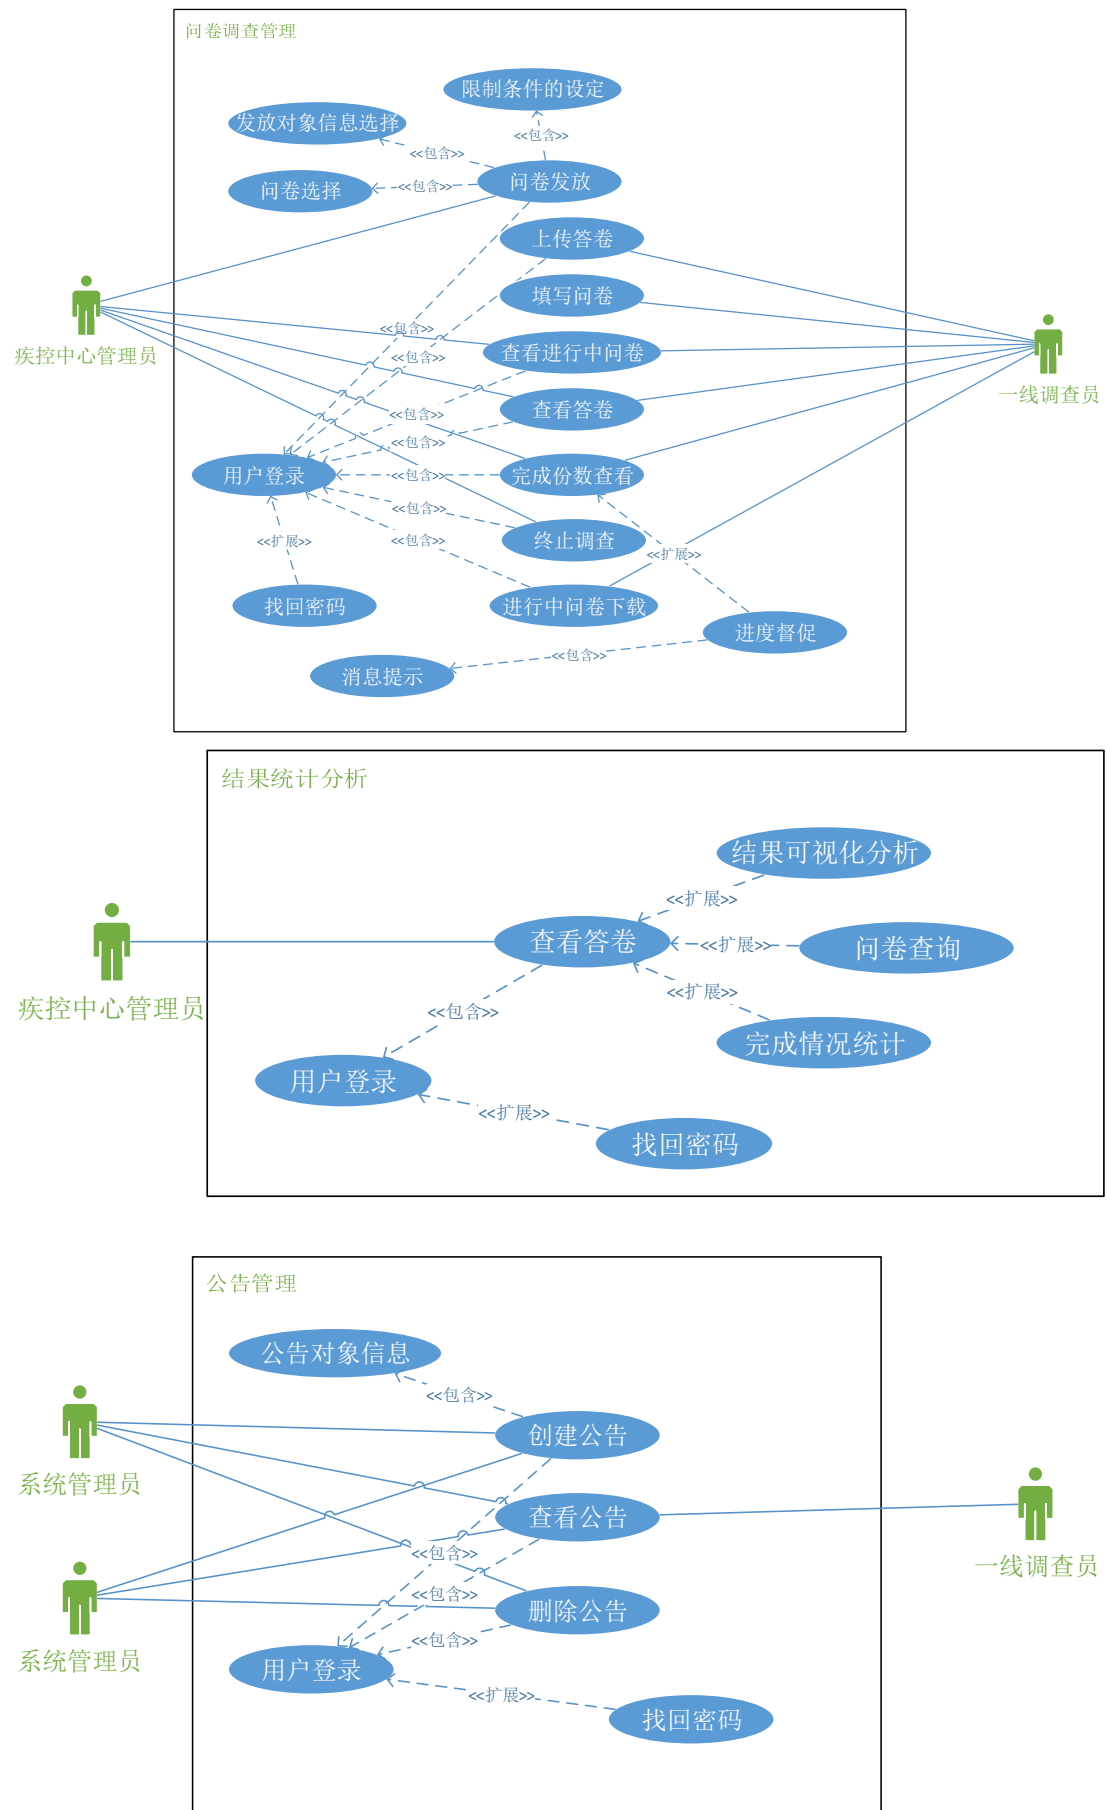 问卷调查管理
限制条件的设定
发放对象信息选择
<<包含>>
<<包含>>
问卷选择
<<包含>>
问卷发放
上传答卷
填写问卷
<<包含>>
疾控中心管理员
<<包含>>
查看进行中问卷
一线调查员
查看答卷
<<包含>>
<<包含>>
用户登录
<<包含>>
完成份数查看
<<包含>>
<<扩展>>
<<包含>>
终止调查
<<扩展>>
找回密码
进行中问卷下载
进度督促
<<包含>>
消息提示
结果统计分析
结果可视化分析
<<扩展>>
查看答卷
<<扩展>>
问卷查询
<<扩展>>
疾控中心管理员
<<包含>>
完成情况统计
用户登录
<<扩展>>
找回密码
公告管理
公告对象信息
<<包含>>
创建公告
系统管理员
查看公告
<<包含>>
一线调查员
<<包含>>
删除公告
<<包含>>
系统管理员
用户登录
<<扩展>>
找回密码